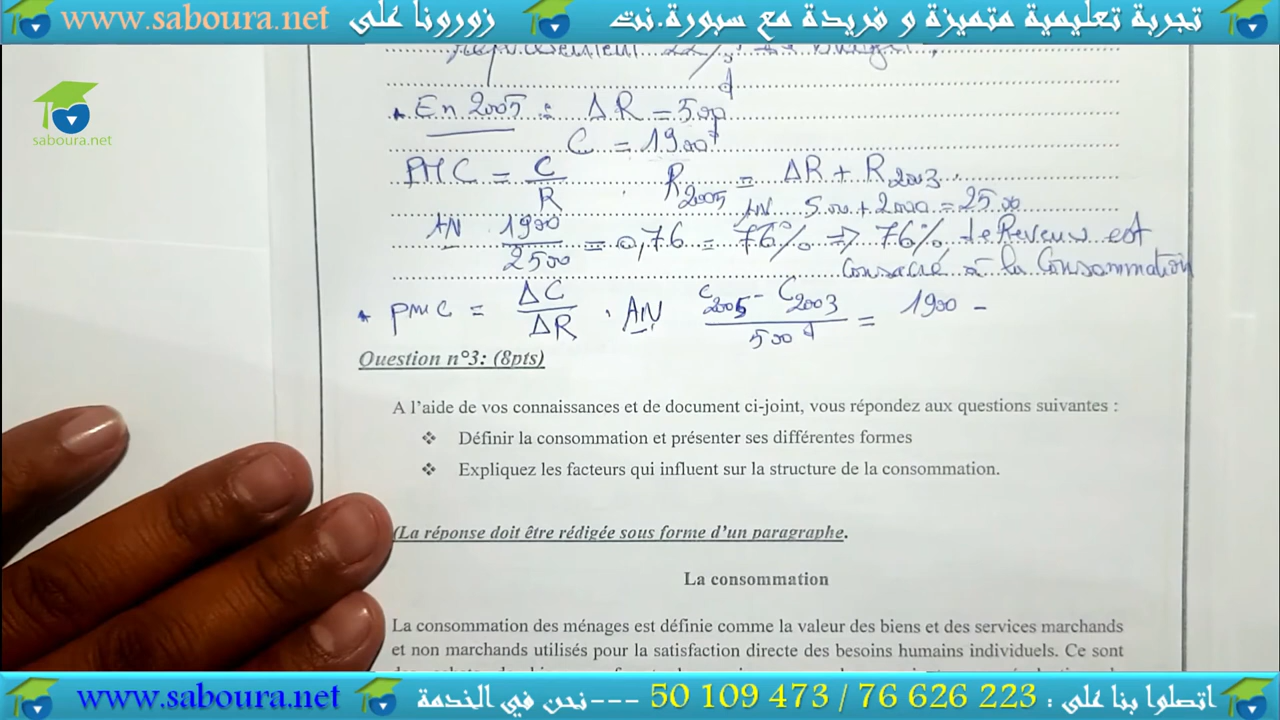 www.saboura.net زورونا على تجربة تعليمية متميزة و فريدة مع سبورة.نت
saboura.net
* En 2005 : ΔR = 500d
C = 1900d
PMC = C/R R2005 = ΔR + R2003.
AN 500 + 2000 = 2500
AN 1900/2500 = 0,76 = 76% ⇒ 76% de Revenu est
consacré à la Consommation
* pmC = ΔC/ΔR . AN C2005 - C2003 / 500d = 1900 -
Question n°3: (8pts)
A l'aide de vos connaissances et de document ci-joint, vous répondez aux questions suivantes :
❖ Définir la consommation et présenter ses différentes formes
❖ Expliquez les facteurs qui influent sur la structure de la consommation.
(La réponse doit être rédigée sous forme d'un paragraphe.
La consommation
La consommation des ménages est définie comme la valeur des biens et des services marchands
et non marchands utilisés pour la satisfaction directe des besoins humains individuels. Ce sont
www.saboura.net اتصلوا بنا على : 50 109 473 / 76 626 223 ---نحن في الخدمة